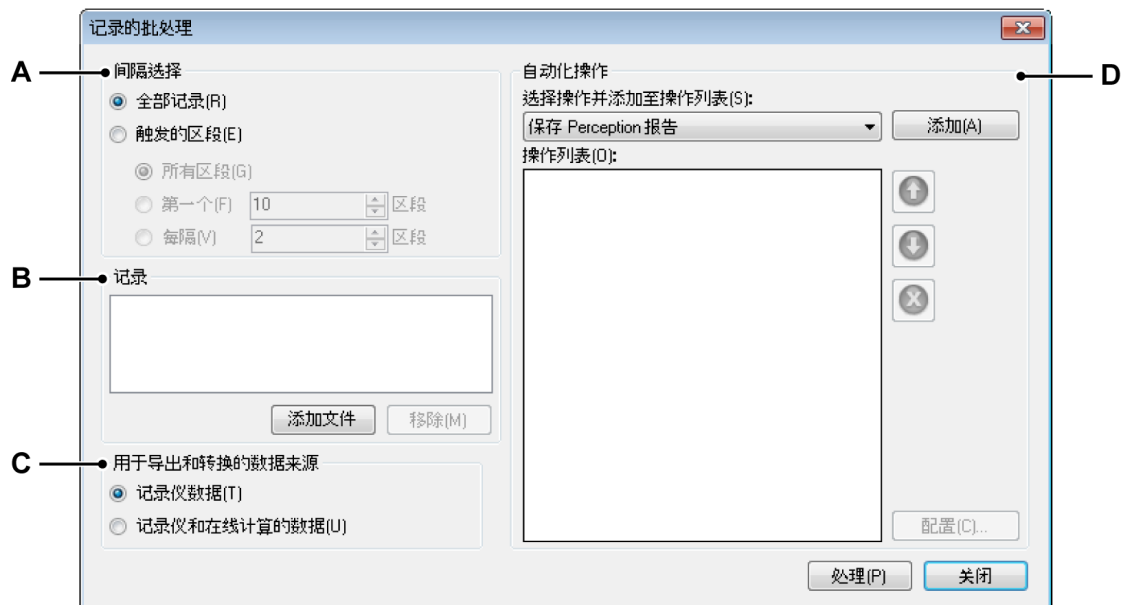 记录的批处理
A
间隔选择
全部记录(R)
触发的区段(E)
所有区段(G)
第一个(F) 10 区段
每隔(V) 2 区段
B
记录
添加文件 移除(M)
C
用于导出和转换的数据来源
记录仪数据(T)
记录仪和在线计算的数据(U)
D
自动化操作
选择操作并添加至操作列表(S):
保存 Perception 报告 添加(A)
操作列表(O):
配置(C)...
处理(P) 关闭